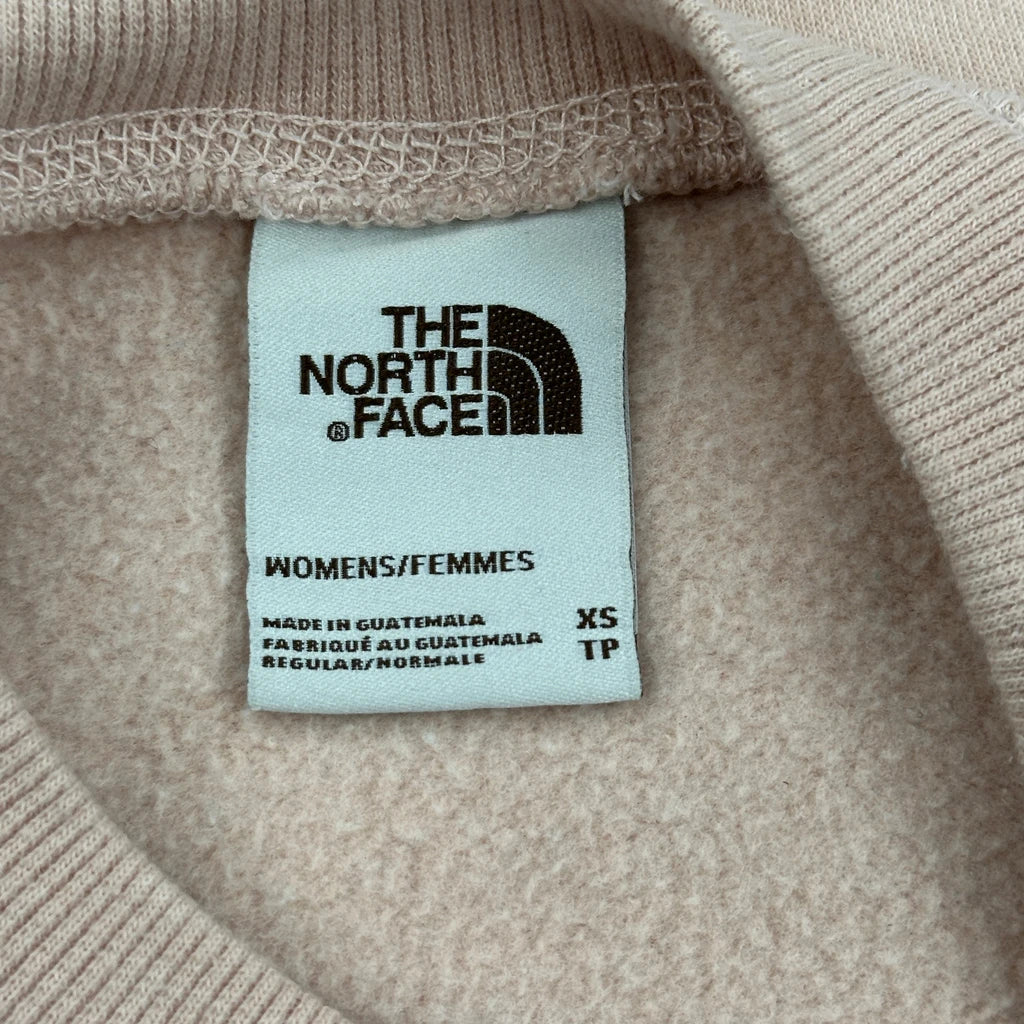 THE
NORTH
®FACE
WOMENS/FEMMES
MADE IN GUATEMALA XS
FABRIQUÉ AU GUATEMALA TP
REGULAR/NORMALE